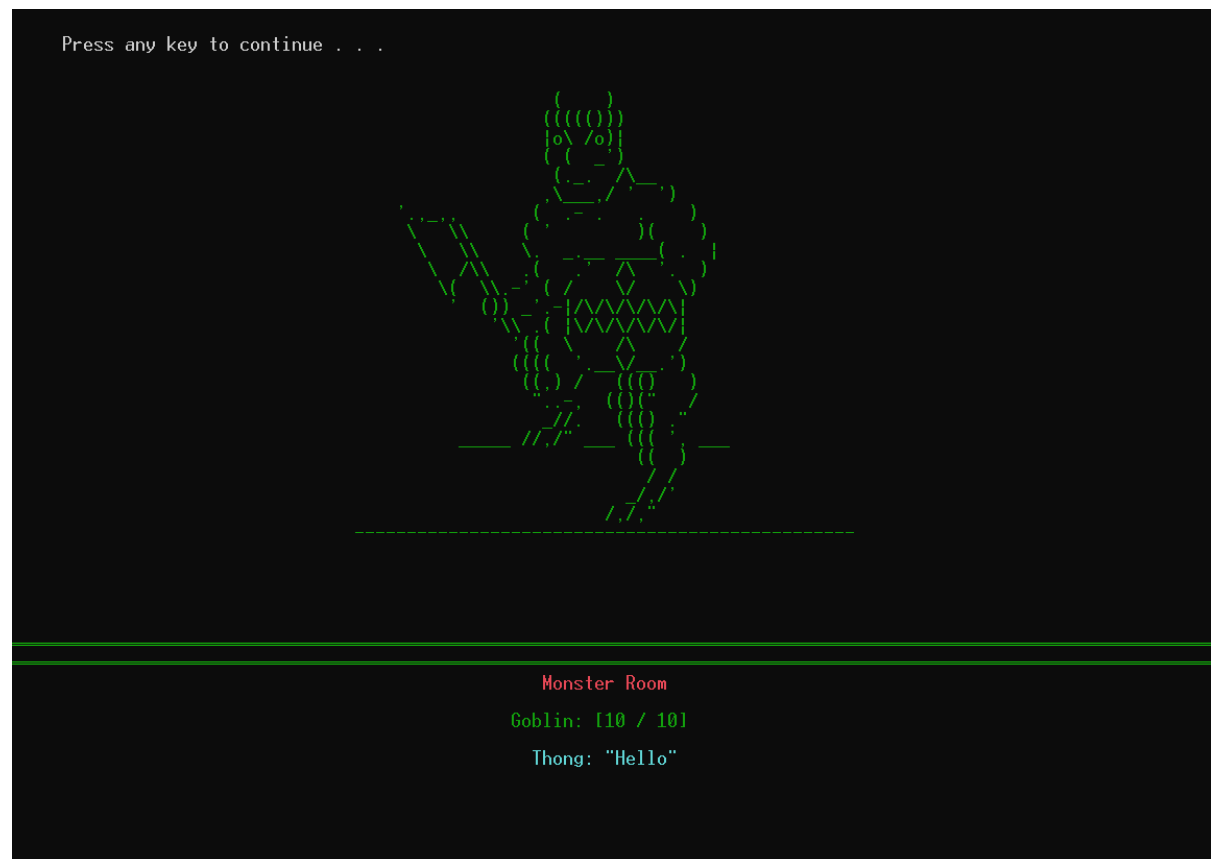 Press any key to continue . . .
Monster Room
Goblin: [10 / 10]
Thong: "Hello"